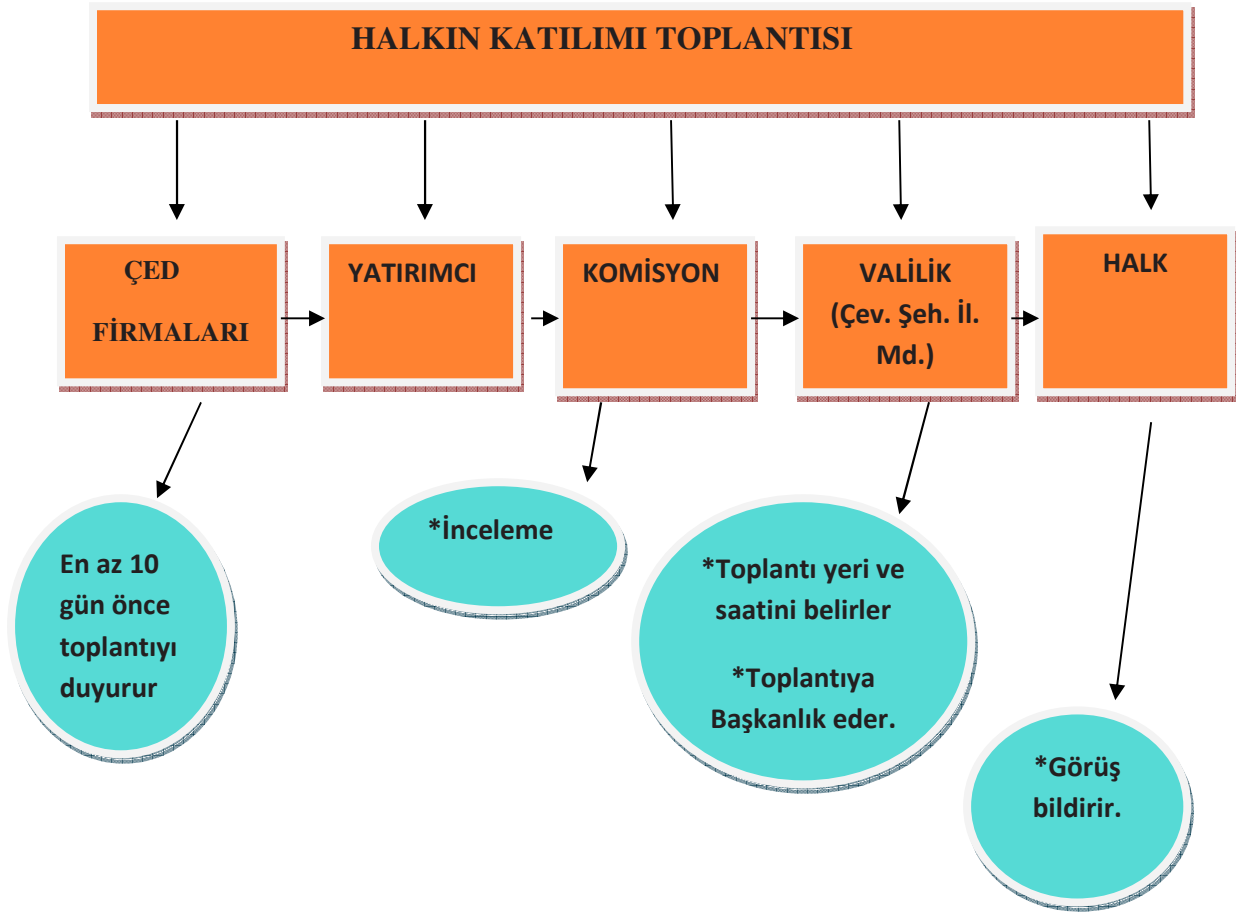 HALKIN KATILIMI TOPLANTISI
ÇED
FİRMALARI
YATIRIMCI
KOMİSYON
VALİLİK
(Çev. Şeh. İl.
Md.)
HALK
En az 10
gün önce
toplantıyı
duyurur
*İnceleme
*Toplantı yeri ve
saatini belirler
*Toplantıya
Başkanlık eder.
*Görüş
bildirir.